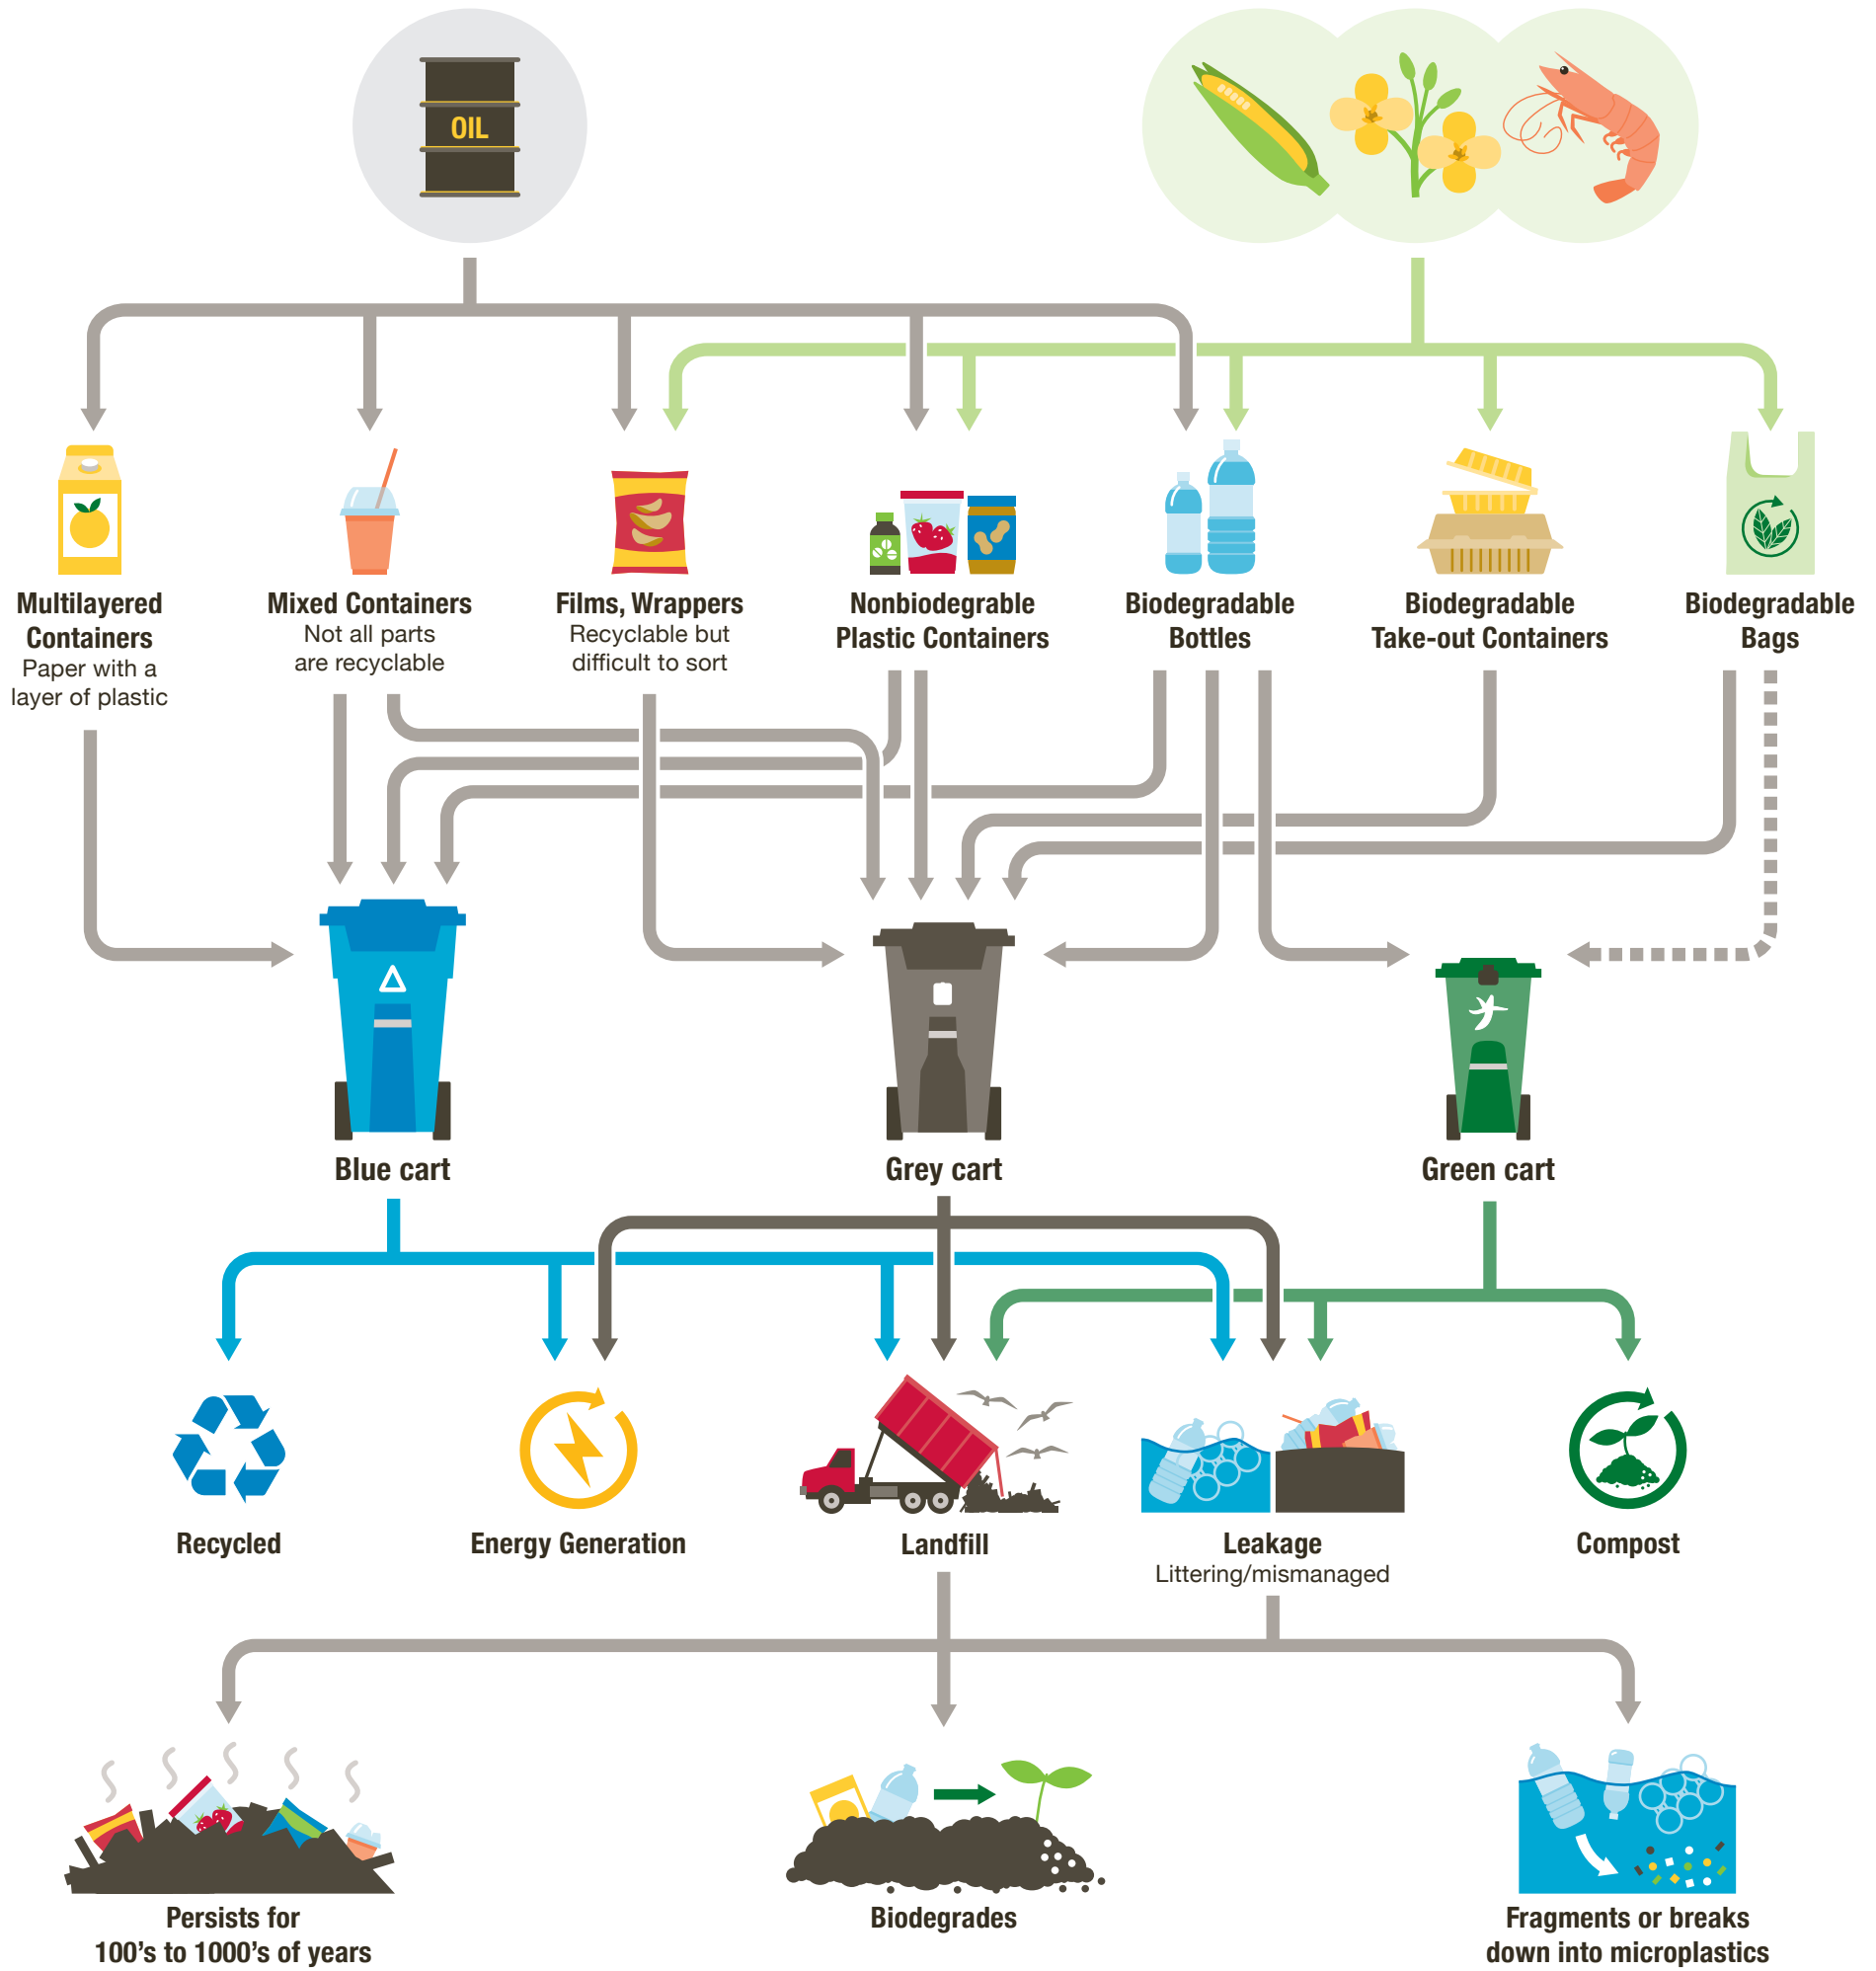 OIL
Multilayered
Containers
Paper with a
layer of plastic
Mixed Containers
Not all parts
are recyclable
Films, Wrappers
Recyclable but
difficult to sort
Nonbiodegrable
Plastic Containers
Biodegradable
Bottles
Biodegradable
Take-out Containers
Biodegradable
Bags
Blue cart
Grey cart
Green cart
Recycled
Energy Generation
Landfill
Leakage
Littering/mismanaged
Compost
Persists for
100's to 1000's of years
Biodegrades
Fragments or breaks
down into microplastics